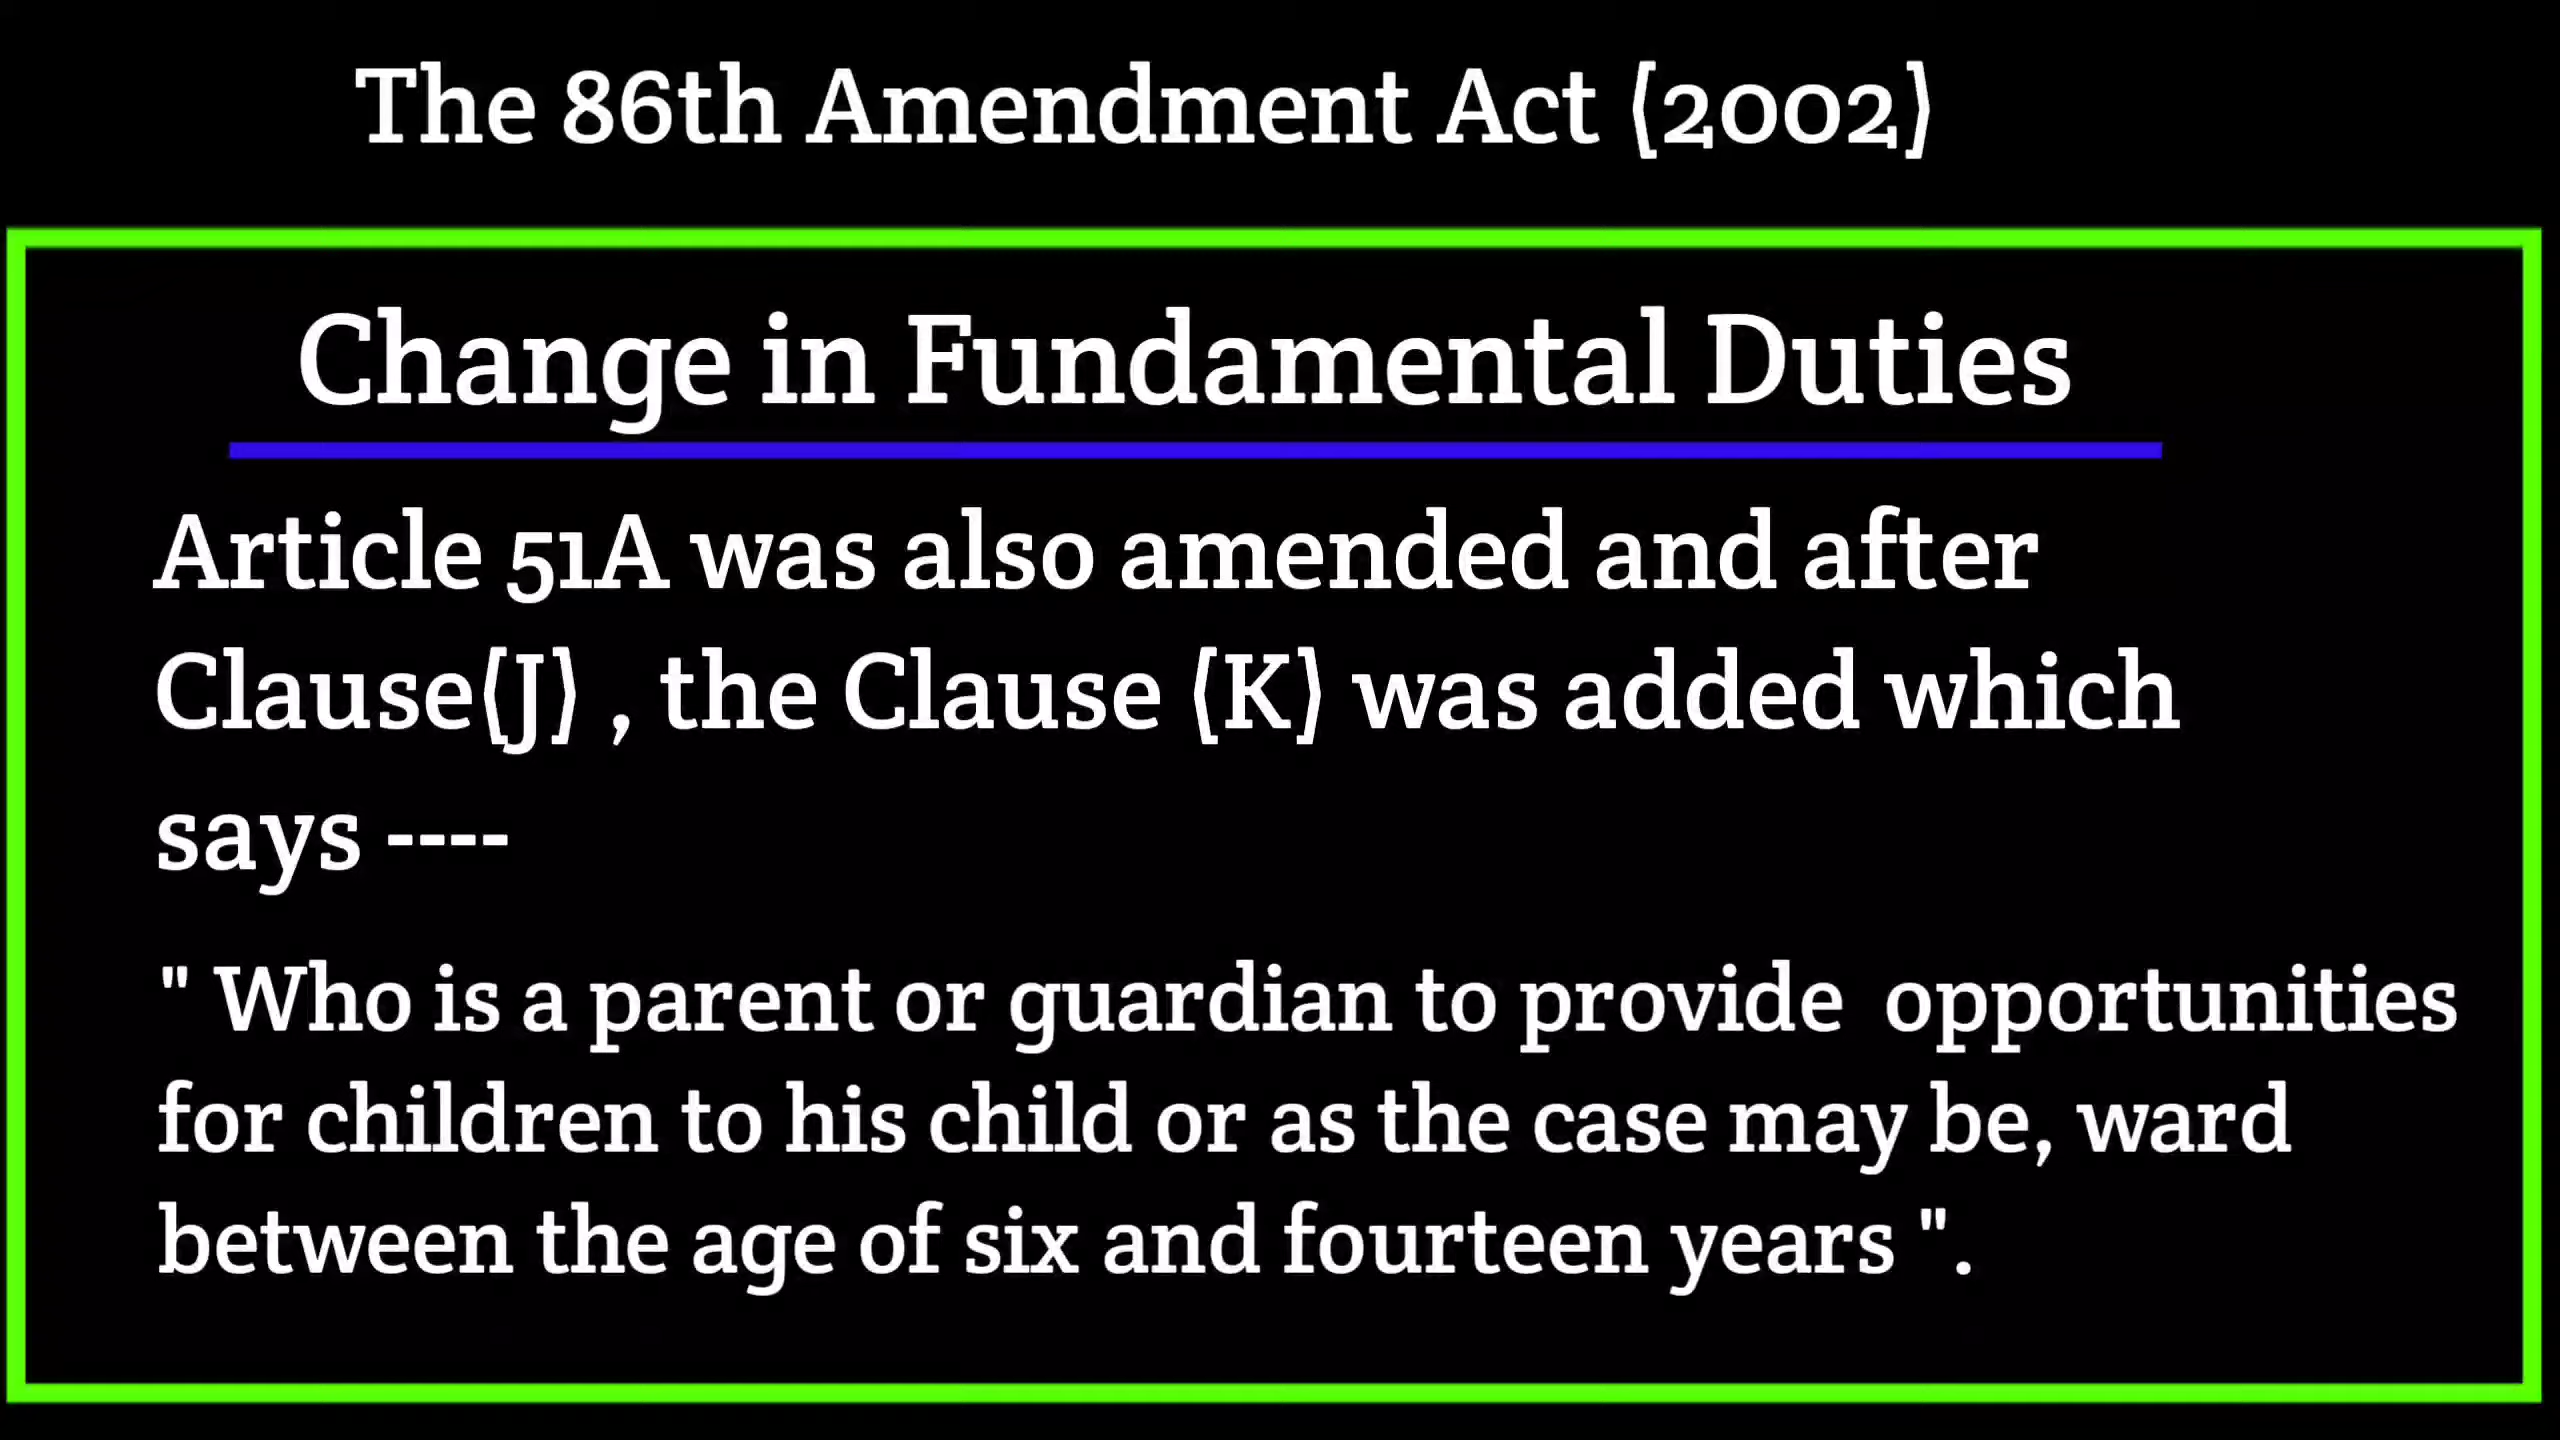 The 86th Amendment Act (2002)
Change in Fundamental Duties
Article 51A was also amended and after
Clause(J) , the Clause (K) was added which
says ----
" Who is a parent or guardian to provide  opportunities
for children to his child or as the case may be, ward
between the age of six and fourteen years ".